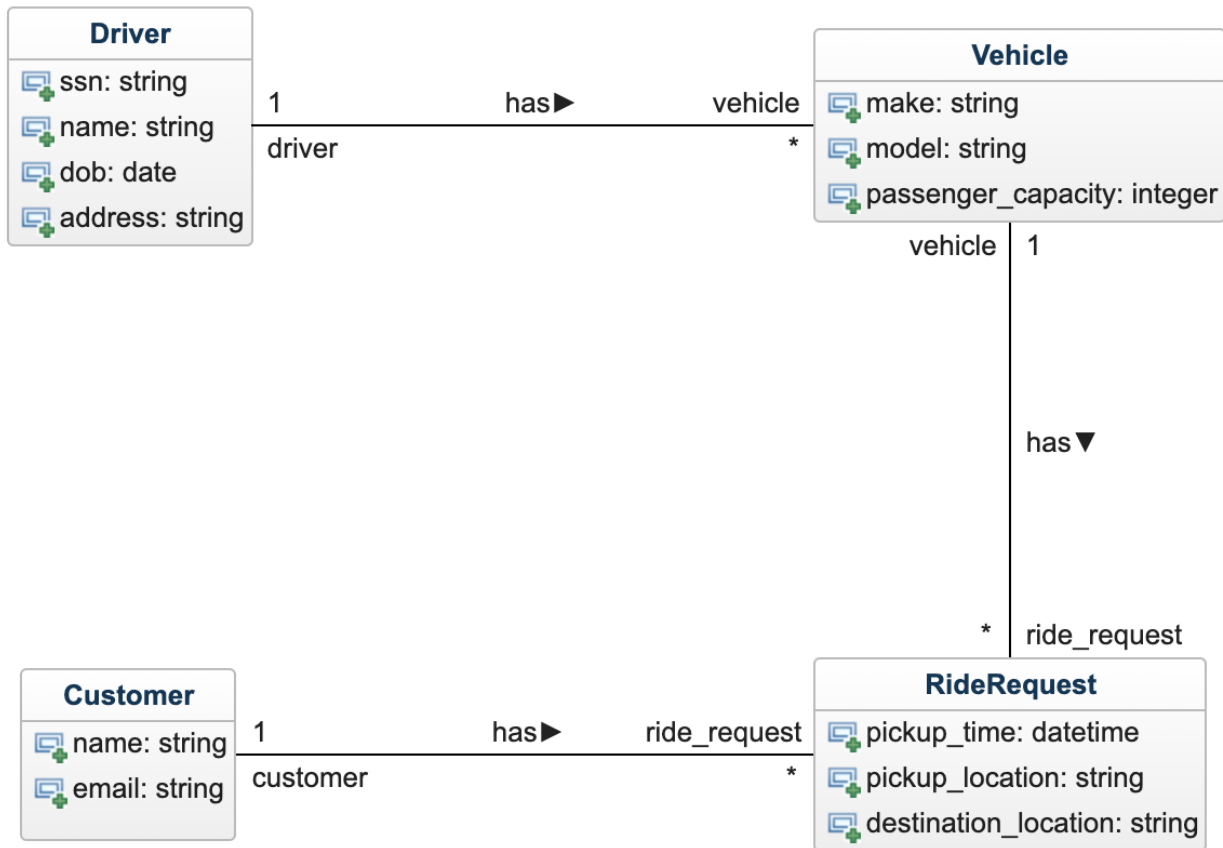 Driver
ssn: string
name: string
dob: date
address: string
1
has►
vehicle
driver
*
Vehicle
make: string
model: string
passenger_capacity: integer
vehicle
1
has▼
*
ride_request
Customer
name: string
email: string
1
has►
ride_request
customer
*
RideRequest
pickup_time: datetime
pickup_location: string
destination_location: string